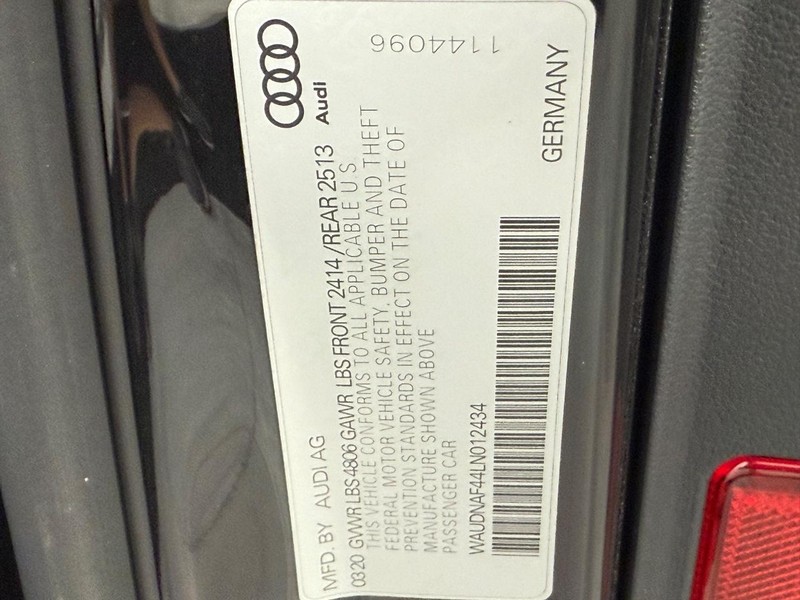 Audi
1144096
MFD. BY AUDI AG
0320 GVWR LBS 4806 GAWR LBS FRONT 2414 / REAR 2513
THIS VEHICLE CONFORMS TO ALL APPLICABLE U.S
FEDERAL MOTOR VEHICLE SAFETY, BUMPER AND THEFT
PREVENTION STANDARDS IN EFFECT ON THE DATE OF
MANUFACTURE SHOWN ABOVE
PASSENGER CAR
WAUDNAF44LN012434
GERMANY